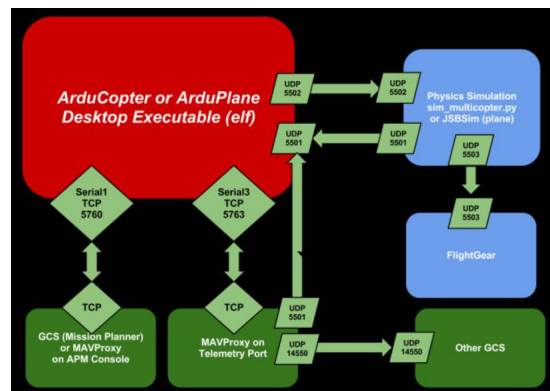 ArduCopter or ArduPlane
Desktop Executable (elf)
UDP
5502
UDP
5502
Physics Simulation
sim_multicopter.py
or JSBSim (plane)
UDP
5501
UDP
5501
UDP
5503
Serial1
TCP
5760
Serial3
TCP
5763
UDP
5503
FlightGear
TCP
TCP
UDP
5501
GCS (Mission Planner)
or MAVProxy
on APM Console
MAVProxy on
Telemetry Port
UDP
14550
UDP
14550
Other GCS